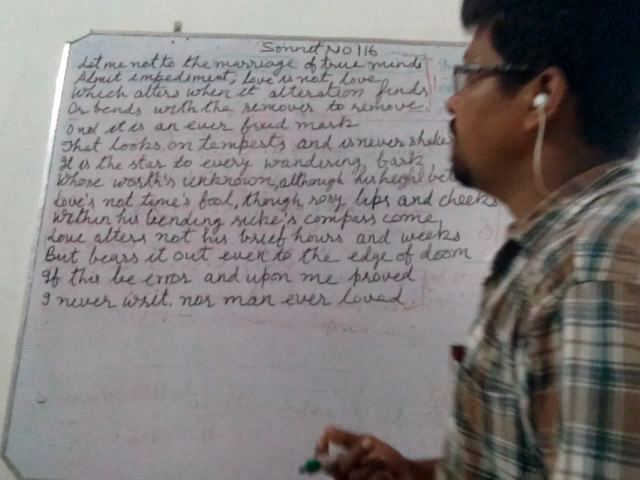 Sonnet No 116
Let me not to the marriage of true minds
Admit impediment, love is not love
Which alters when it alteration finds
Or bends with the remover to remove.
O no! it is an ever fixed mark
That looks on tempests and is never shake
It is the star to every wandering bark
Whose worth's unknown, although his height be
Love's not time's fool, though rosy lips and cheeks
Within his bending sickle's compass come,
Love alters not his brief hours and weeks
But bears it out even to the edge of doom
If this be error and upon me proved
I never writ, nor man ever loved.